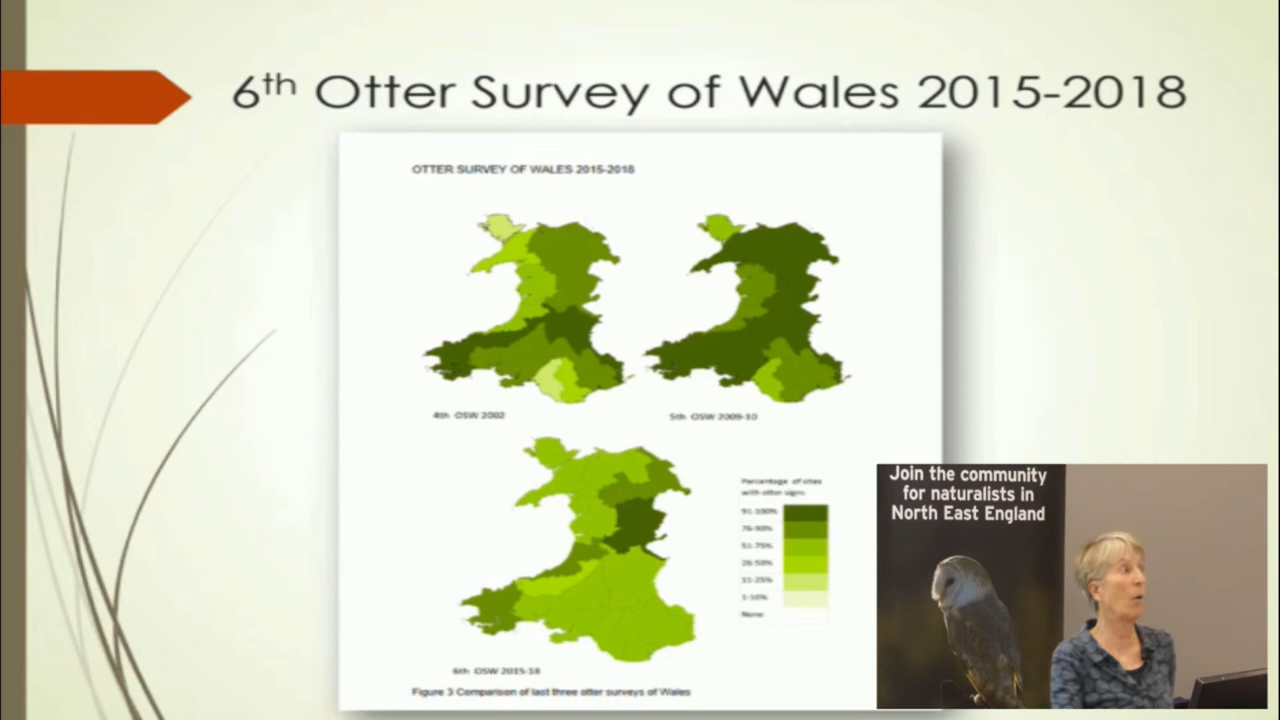 6th Otter Survey of Wales 2015-2018
OTTER SURVEY OF WALES 2015-2018
4th OSW 2002
5th OSW 2009-10
6th OSW 2015-18
Percentage of sites
with otter signs
91-100%
76-90%
51-75%
26-50%
11-25%
1-10%
None
Figure 3 Comparison of last three otter surveys of Wales
Join the community
for naturalists in
North East England